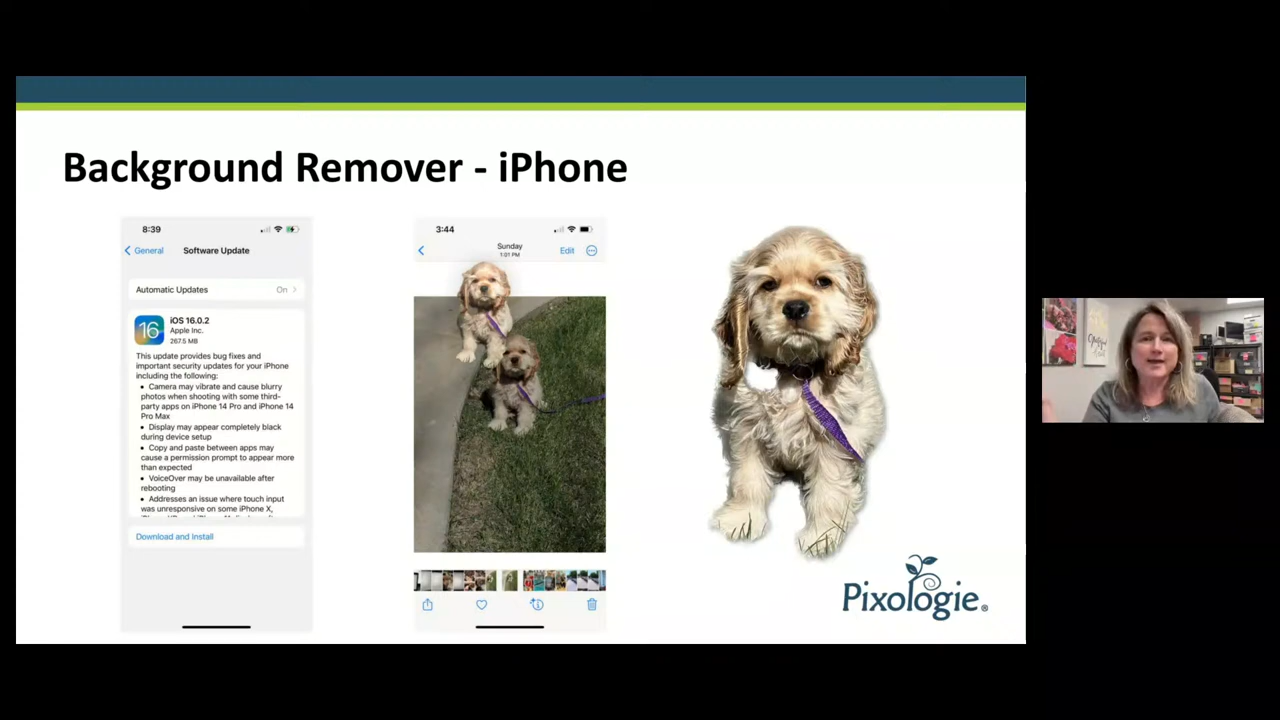 Background Remover - iPhone
8:39
General
Software Update
Automatic Updates
On
16
iOS 16.0.2
Apple Inc.
267.5 MB
This update provides bug fixes and
important security updates for your iPhone
including the following:
• Camera may vibrate and cause blurry
photos when shooting with some third-
party apps on iPhone 14 Pro and iPhone 14
Pro Max
• Display may appear completely black
during device setup
• Copy and paste between apps may
cause a permission prompt to appear more
than expected
• VoiceOver may be unavailable after
rebooting
• Addresses an issue where touch input
was unresponsive on some iPhone X,
Download and Install
3:44
Sunday
1:01 PM
Edit
Pixologie®